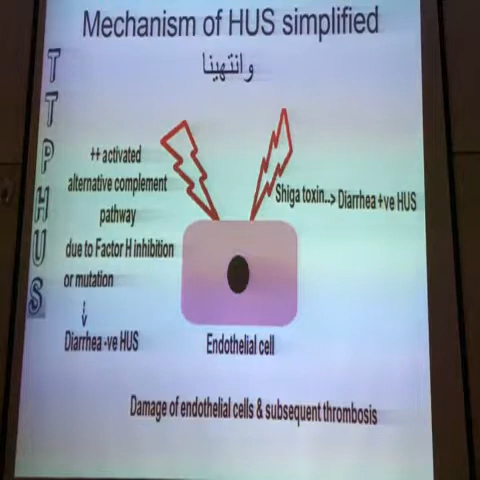 Mechanism of HUS simplified
وانتهينا
TTPHUS
++ activated
alternative complement
pathway
due to Factor H inhibition
or mutation
Diarrhea -ve HUS
Shiga toxin..> Diarrhea +ve HUS
Endothelial cell
Damage of endothelial cells & subsequent thrombosis